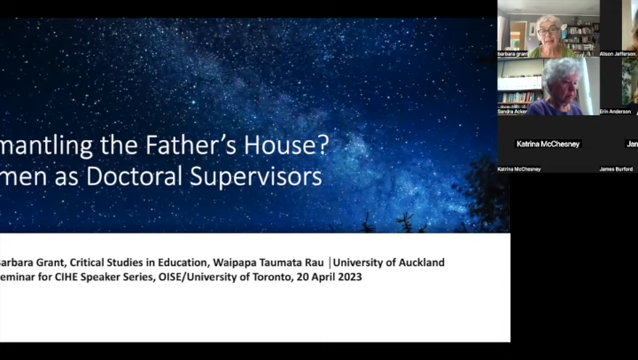 mantling the Father's House?
men as Doctoral Supervisors
arbara Grant, Critical Studies in Education, Waipapa Taumata Rau |University of Auckland
eminar for CIHE Speaker Series, OISE/University of Toronto, 20 April 2023
barbara grant
Alison Jefferson
Sandra Acker
Erin Anderson
Katrina McChesney
Jam
Katrina McChesney
James Burford